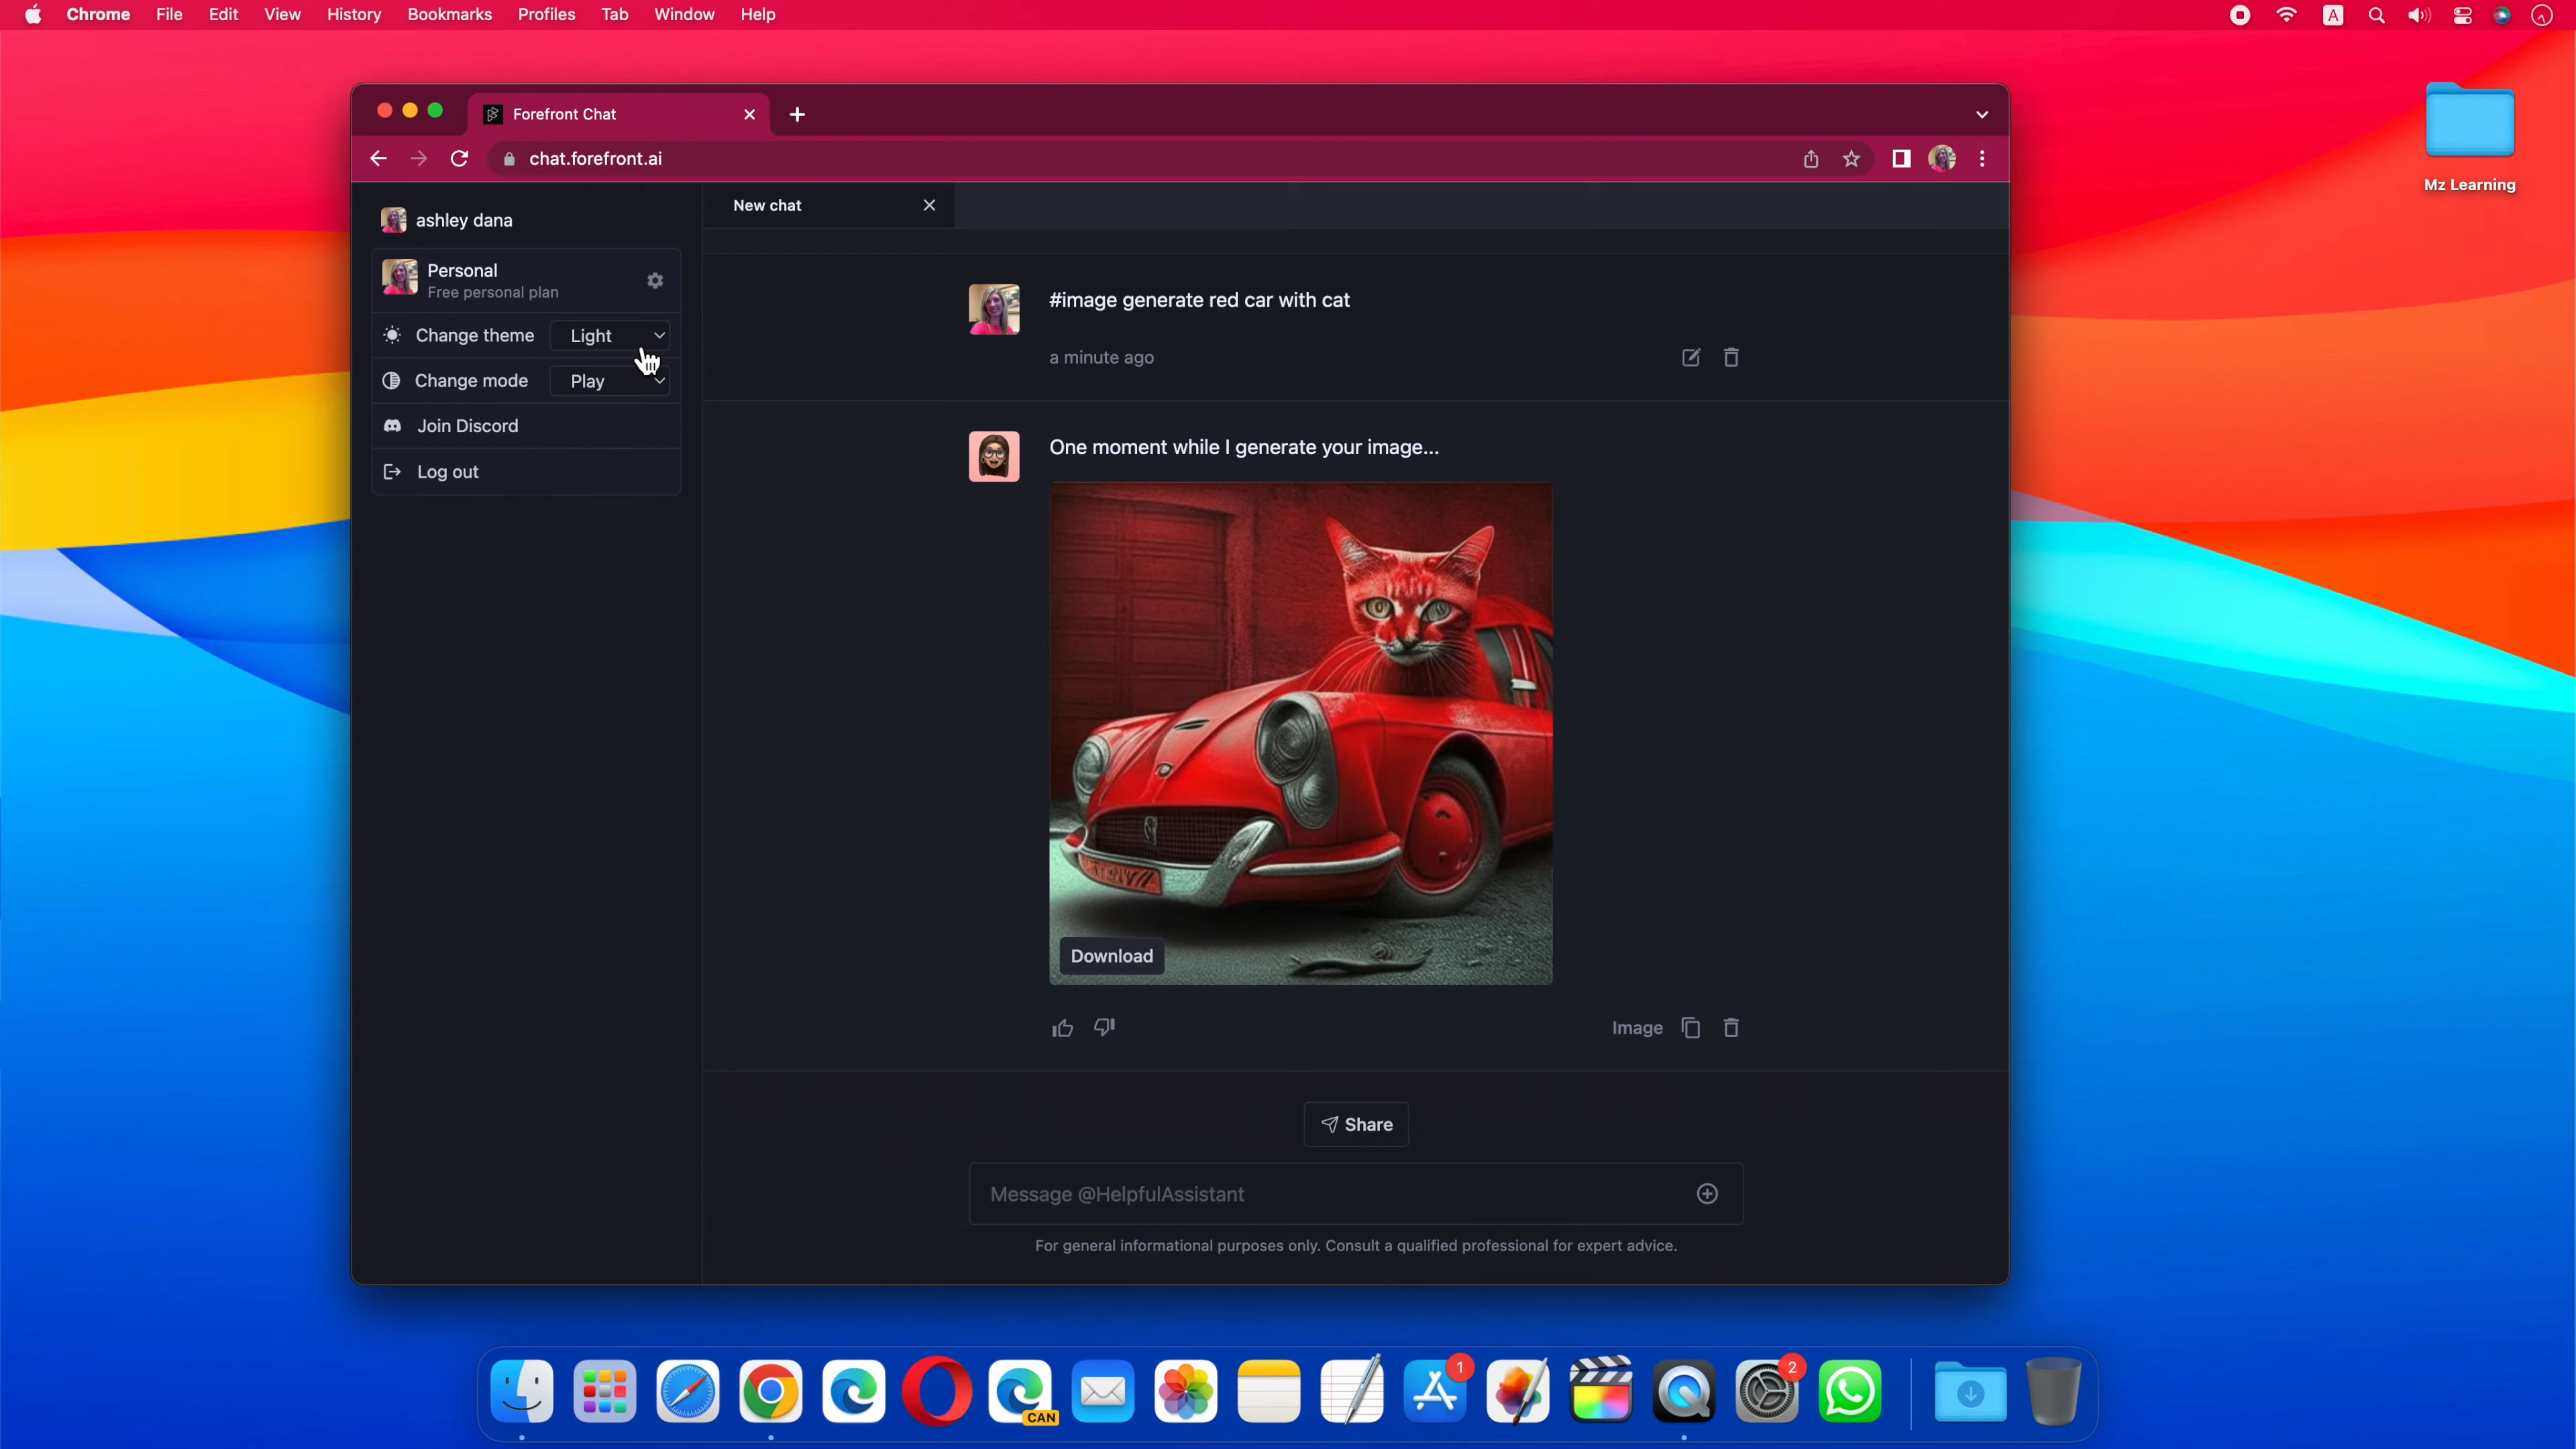 Chrome File Edit View History Bookmarks Profiles Tab Window Help
A
Mz Learning
Forefront Chat
chat.forefront.ai
ashley dana
Personal
Free personal plan
Change theme Light
Change mode Play
Join Discord
Log out
New chat
#image generate red car with cat
a minute ago
One moment while I generate your image...
Download
Image
Share
Message @HelpfulAssistant
For general informational purposes only. Consult a qualified professional for expert advice.
CAN
1
2